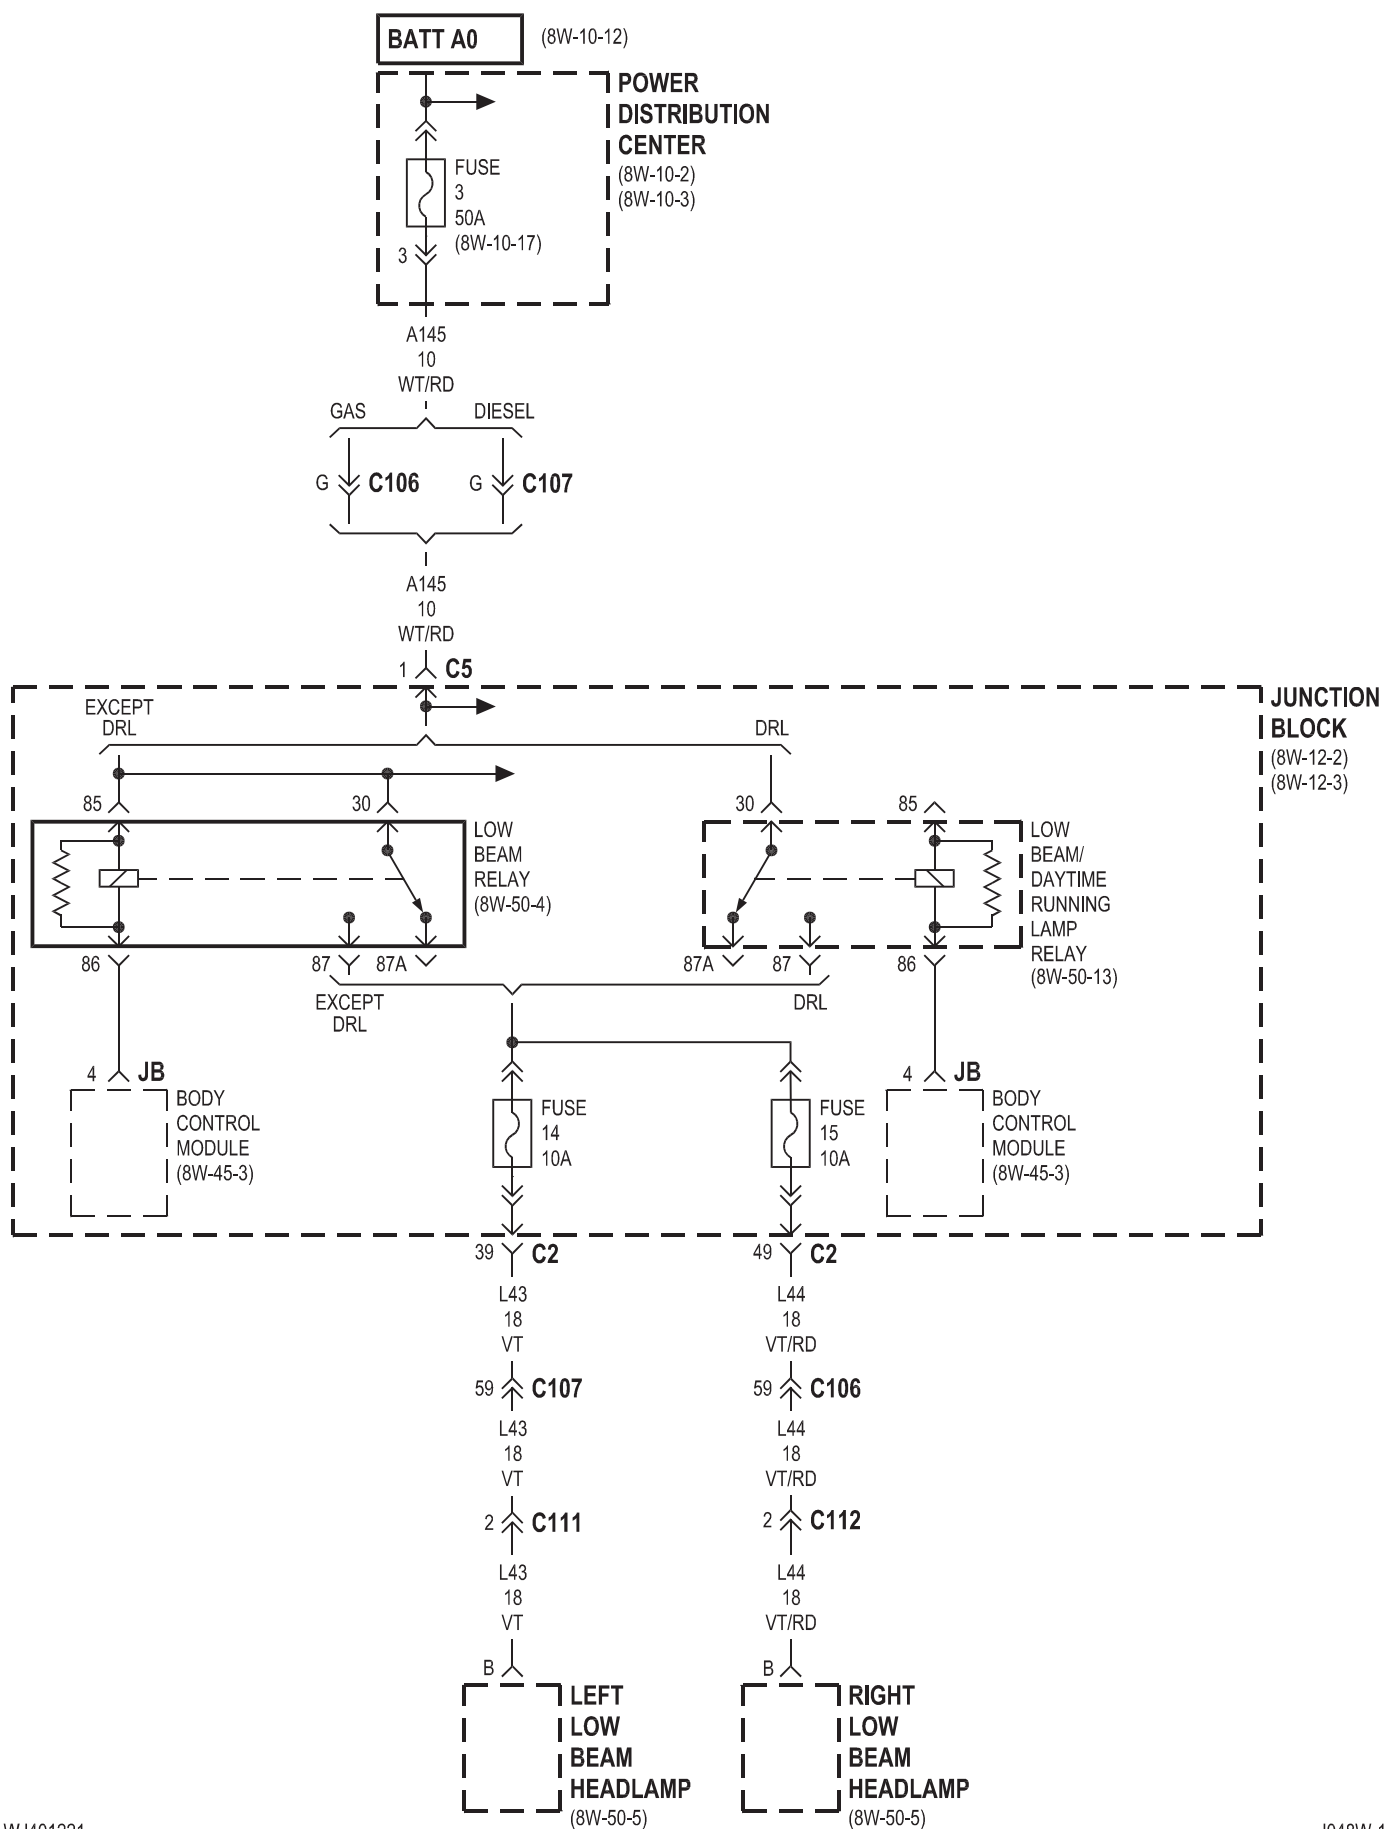 BATT A0 (8W-10-12)
POWER
DISTRIBUTION
CENTER
(8W-10-2)
(8W-10-3)
FUSE
3
50A
(8W-10-17)
3
A145
10
WT/RD
GAS DIESEL
G C106 G C107
A145
10
WT/RD
1 C5
JUNCTION
BLOCK
(8W-12-2)
(8W-12-3)
EXCEPT
DRL
DRL
85 30 30 85
LOW
BEAM
RELAY
(8W-50-4)
LOW
BEAM/
DAYTIME
RUNNING
LAMP
RELAY
(8W-50-13)
86 87 87A 87A 87 86
EXCEPT
DRL
DRL
4 JB
BODY
CONTROL
MODULE
(8W-45-3)
FUSE
14
10A
FUSE
15
10A
4 JB
BODY
CONTROL
MODULE
(8W-45-3)
39 C2 49 C2
L43 L44
18 18
VT VT/RD
59 C107 59 C106
L43 L44
18 18
VT VT/RD
2 C111 2 C112
L43 L44
18 18
VT VT/RD
B B
LEFT
LOW
BEAM
HEADLAMP
(8W-50-5)
RIGHT
LOW
BEAM
HEADLAMP
(8W-50-5)